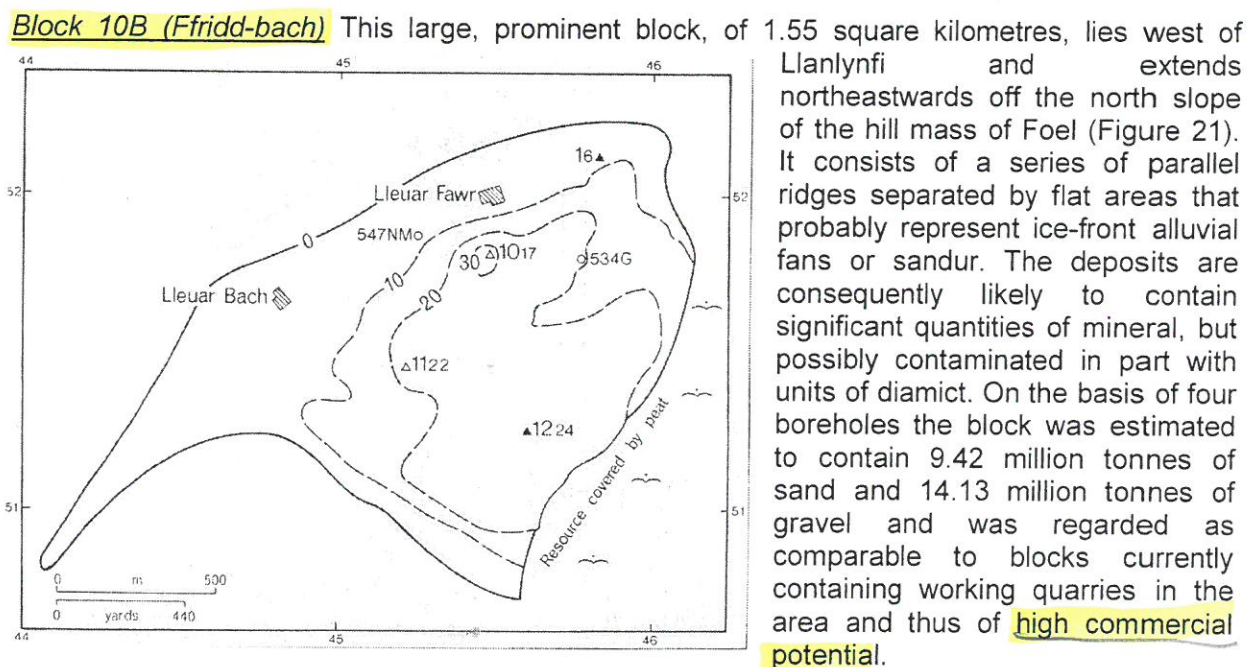 Block 10B (Ffridd-bach) This large, prominent block, of 1.55 square kilometres, lies west of
Llanlynfi and extends
northeastwards off the north slope
of the hill mass of Foel (Figure 21).
It consists of a series of parallel
ridges separated by flat areas that
probably represent ice-front alluvial
fans or sandur. The deposits are
consequently likely to contain
significant quantities of mineral, but
possibly contaminated in part with
units of diamict. On the basis of four
boreholes the block was estimated
to contain 9.42 million tonnes of
sand and 14.13 million tonnes of
gravel and was regarded as
comparable to blocks currently
containing working quarries in the
area and thus of high commercial
potential.
44 45 46
16
52 Lleuar Fawr 52
547NM
0
30 1017 534G
Lleuar Bach 10 20
1122
12 24
Resource covered by peat
51 51
0 m 500
0 yards 440
44 45 46